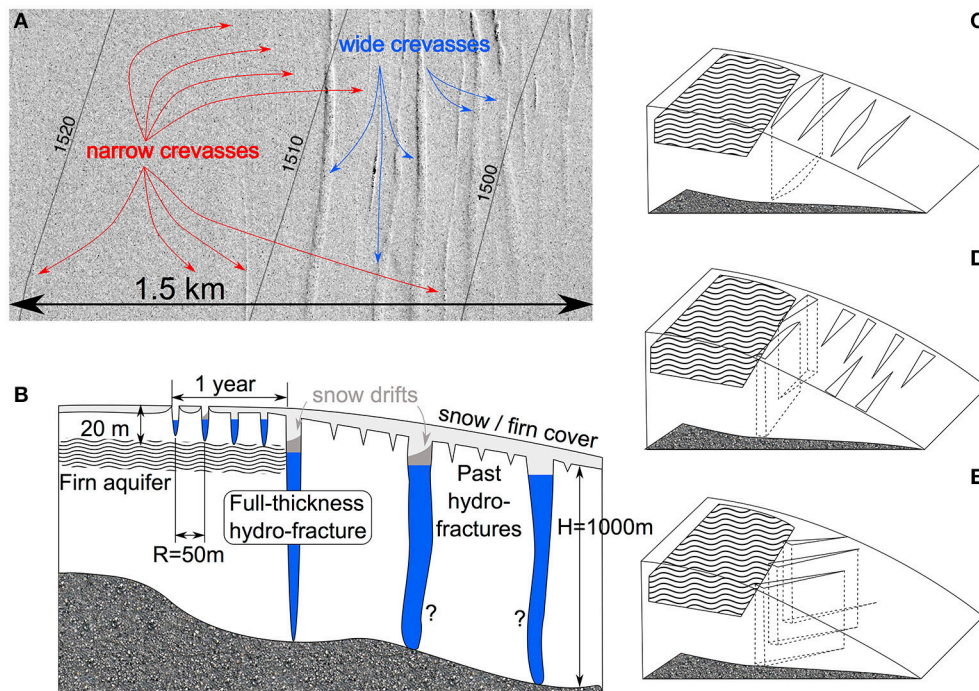 A
wide crevasses
1520
1510
1500
narrow crevasses
1.5 km
B
1 year
snow drifts
snow / firn cover
20 m
Firn aquifer
Full-thickness
hydro-fracture
Past
hydro-
fractures
H=1000m
R=50m
?
?
C
D
E